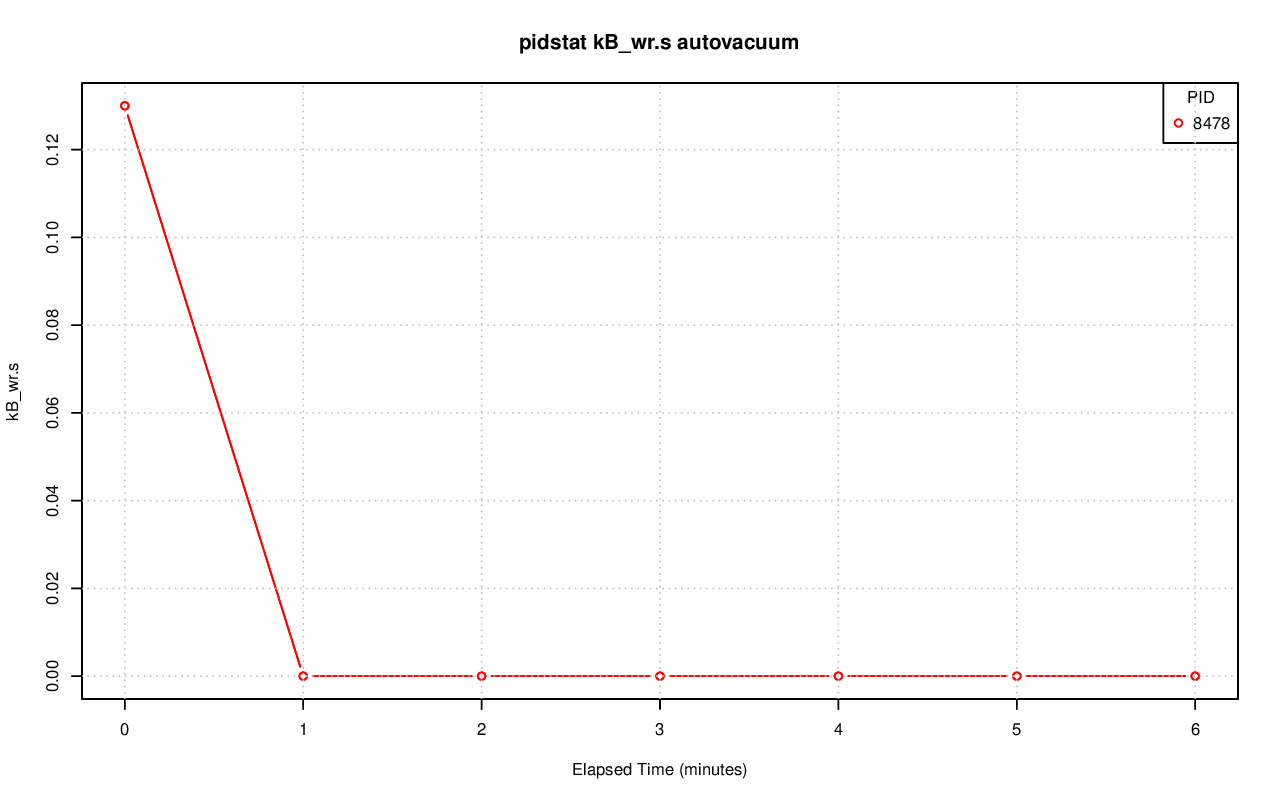 pidstat kB_wr.s autovacuum
PID
8478
kB_wr.s
0.12
0.10
0.08
0.06
0.04
0.02
0.00
0 1 2 3 4 5 6
Elapsed Time (minutes)